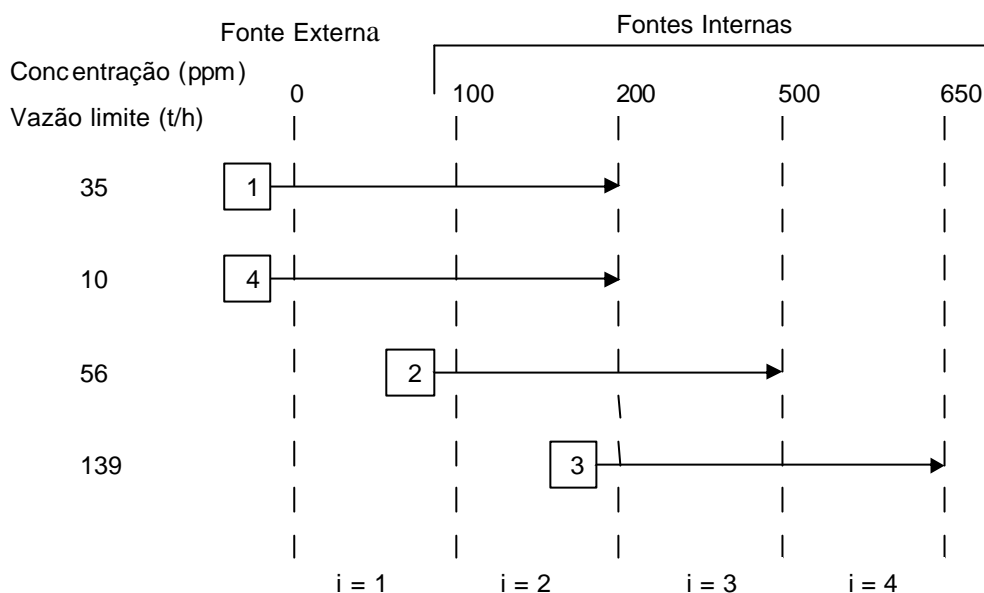 Fonte Externa
Fontes Internas
Concentração (ppm)
0 100 200 500 650
Vazão limite (t/h)
35 1
10 4
56 2
139 3
i = 1 i = 2 i = 3 i = 4